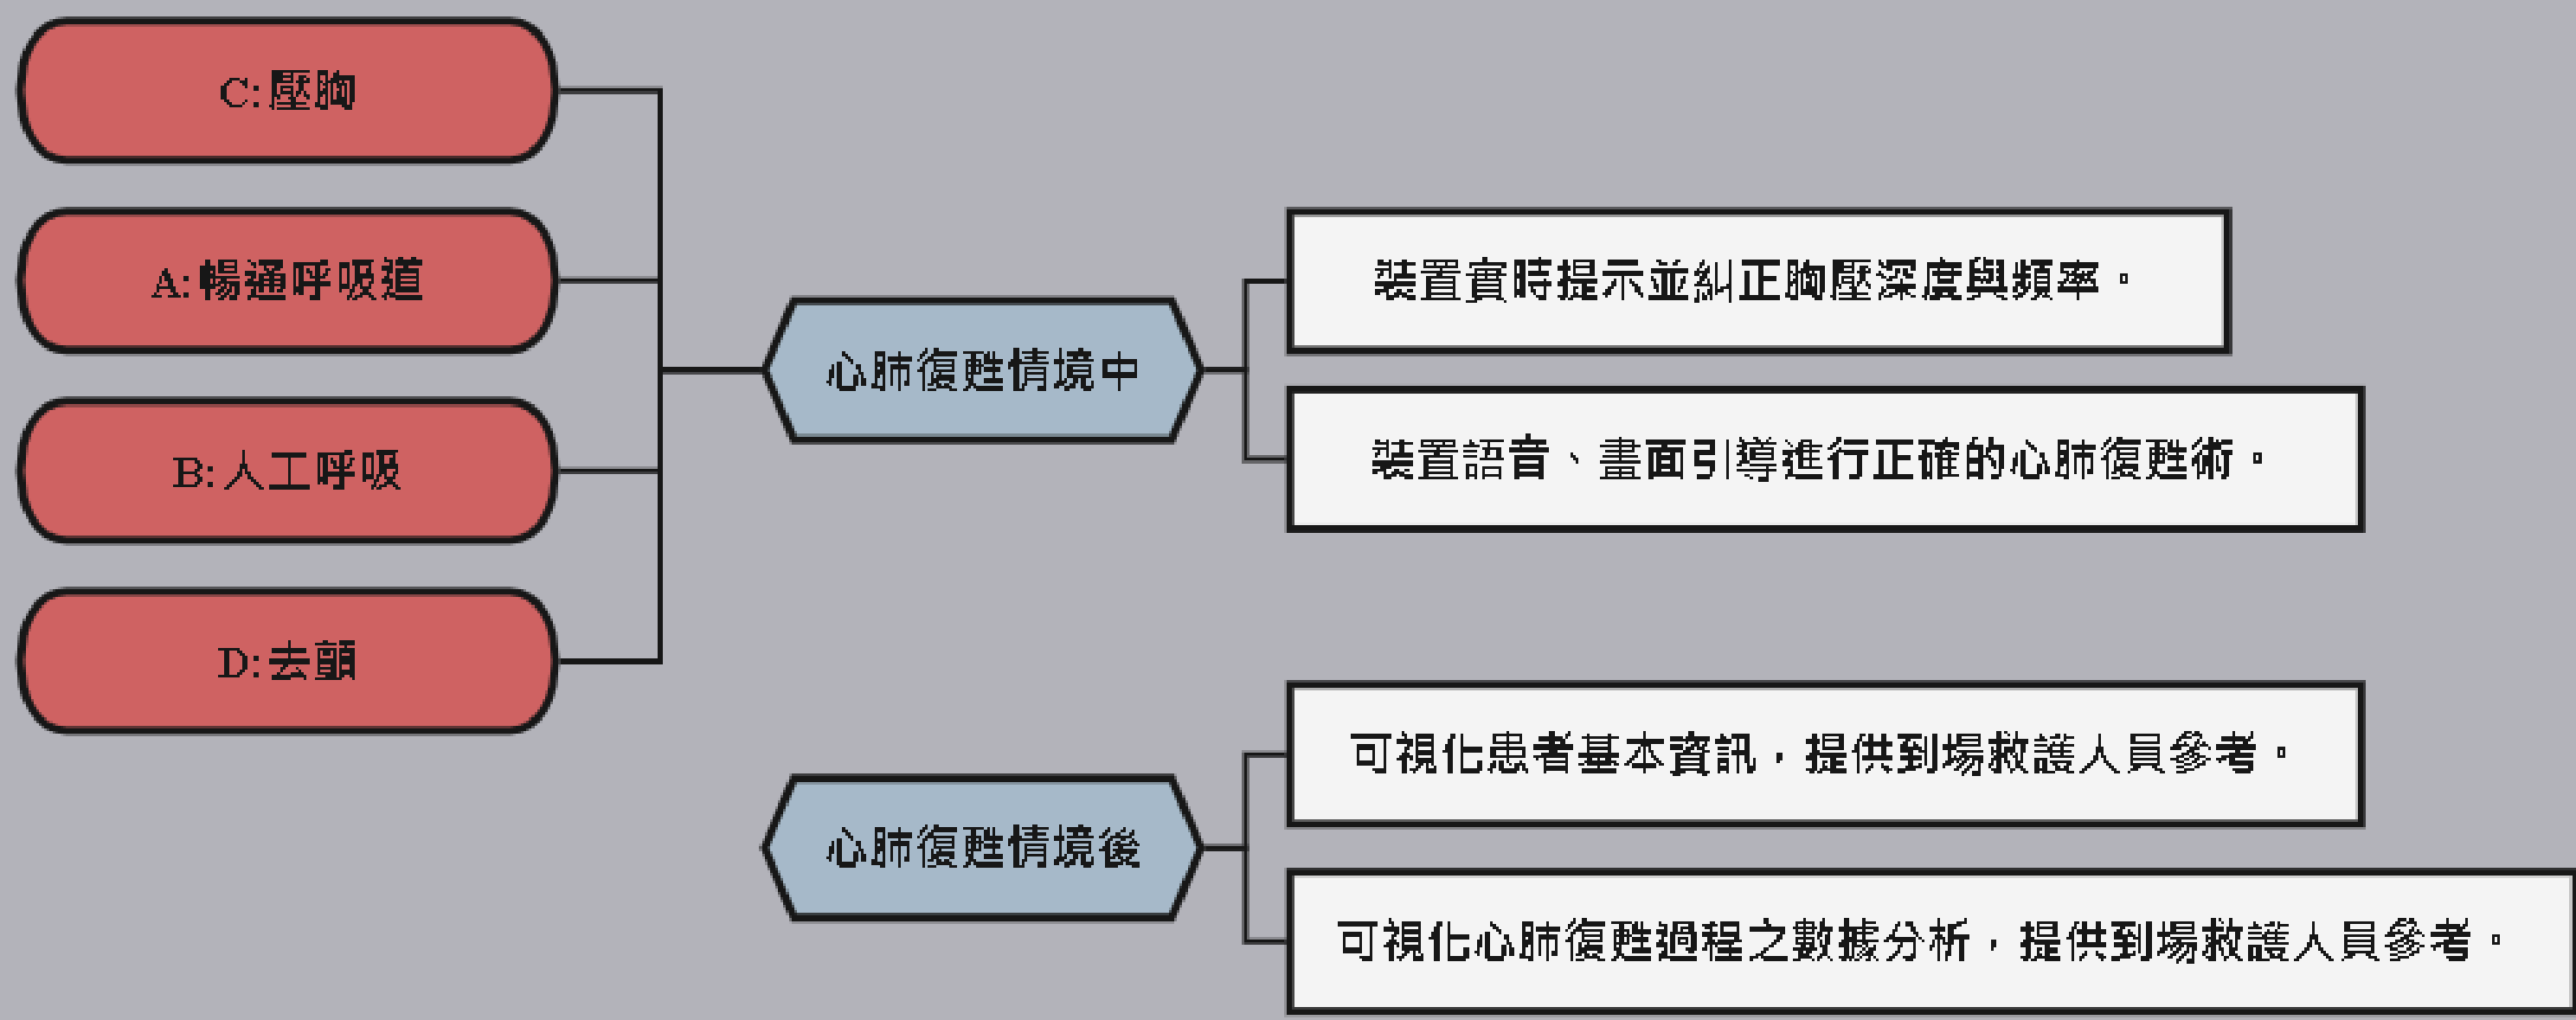 C:壓胸
A:暢通呼吸道
B:人工呼吸
D:去顫
心肺復甦情境中
裝置實時提示並糾正胸壓深度與頻率。
裝置語音、畫面引導進行正確的心肺復甦術。
心肺復甦情境後
可視化患者基本資訊，提供到場救護人員參考。
可視化心肺復甦過程之數據分析，提供到場救護人員參考。